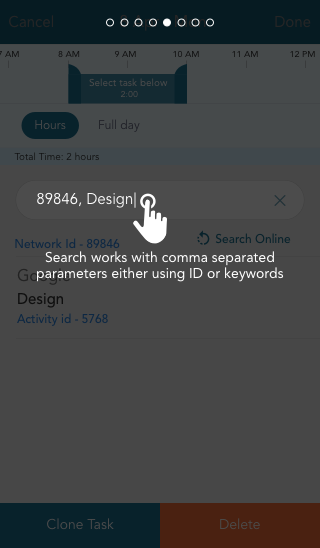 Cancel Done
7 AM 8 AM 9 AM 10 AM 11 AM 12 PM
Select task below
2.00
Hours Full day
Total Time: 2 hours
89846, Design
Search Online
Network Id - 89846
Search works with comma separated
parameters either using ID or keywords
Google
Design
Activity id - 5768
Clone Task Delete